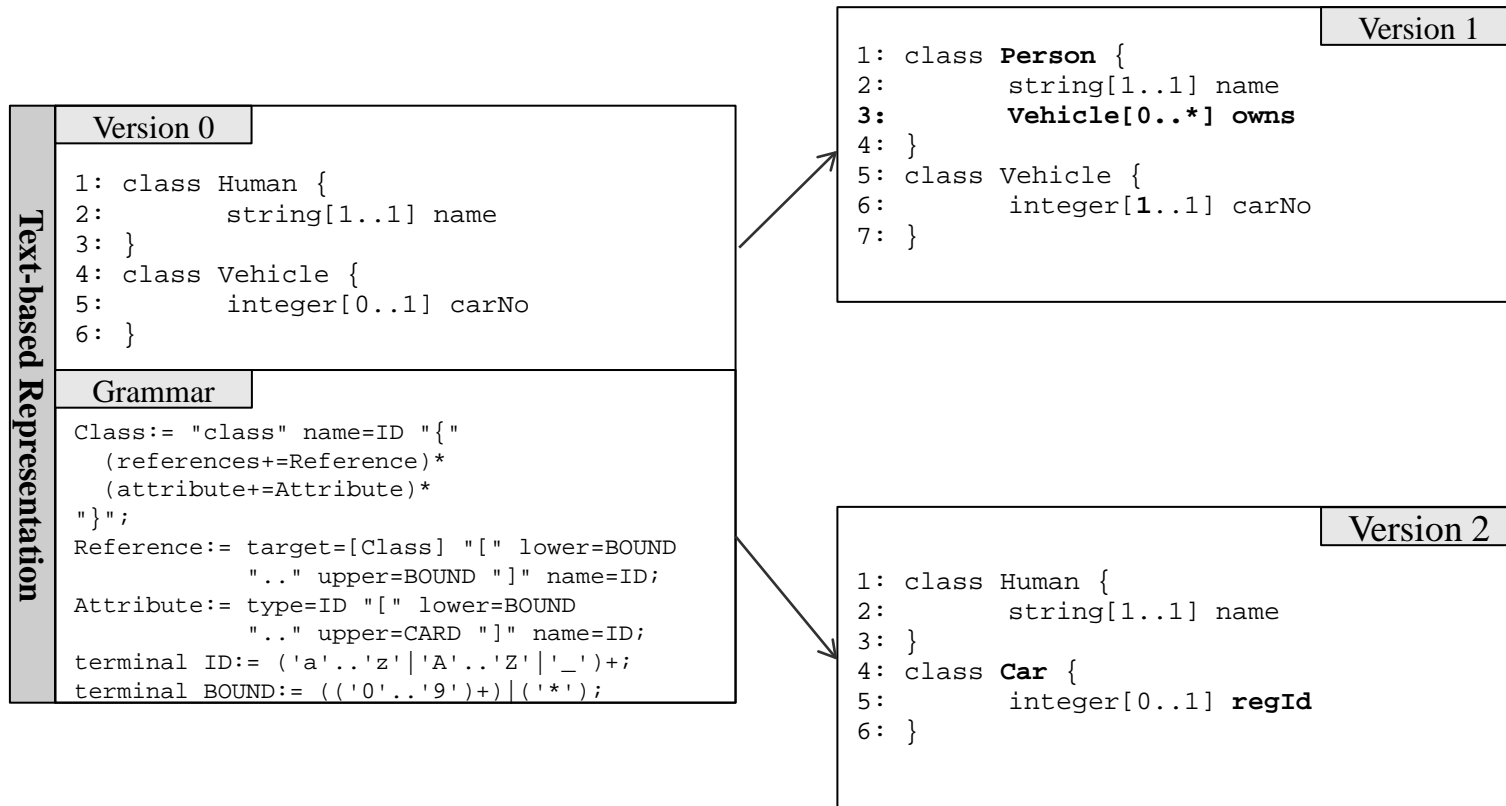 Text-based Representation
Version 0
1: class Human {
2: string[1..1] name
3: }
4: class Vehicle {
5: integer[0..1] carNo
6: }
Grammar
Class:= "class" name=ID "{"
(references+=Reference)*
(attribute+=Attribute)*
"}";
Reference:= target=[Class] "[" lower=BOUND
".." upper=BOUND "]" name=ID;
Attribute:= type=ID "[" lower=BOUND
".." upper=CARD "]" name=ID;
terminal ID:= ('a'..'z'|'A'..'Z'|'_')+;
terminal BOUND:= (('0'..'9')+)|('*');
Version 1
1: class Person {
2: string[1..1] name
3: Vehicle[0..*] owns
4: }
5: class Vehicle {
6: integer[1..1] carNo
7: }
Version 2
1: class Human {
2: string[1..1] name
3: }
4: class Car {
5: integer[0..1] regId
6: }